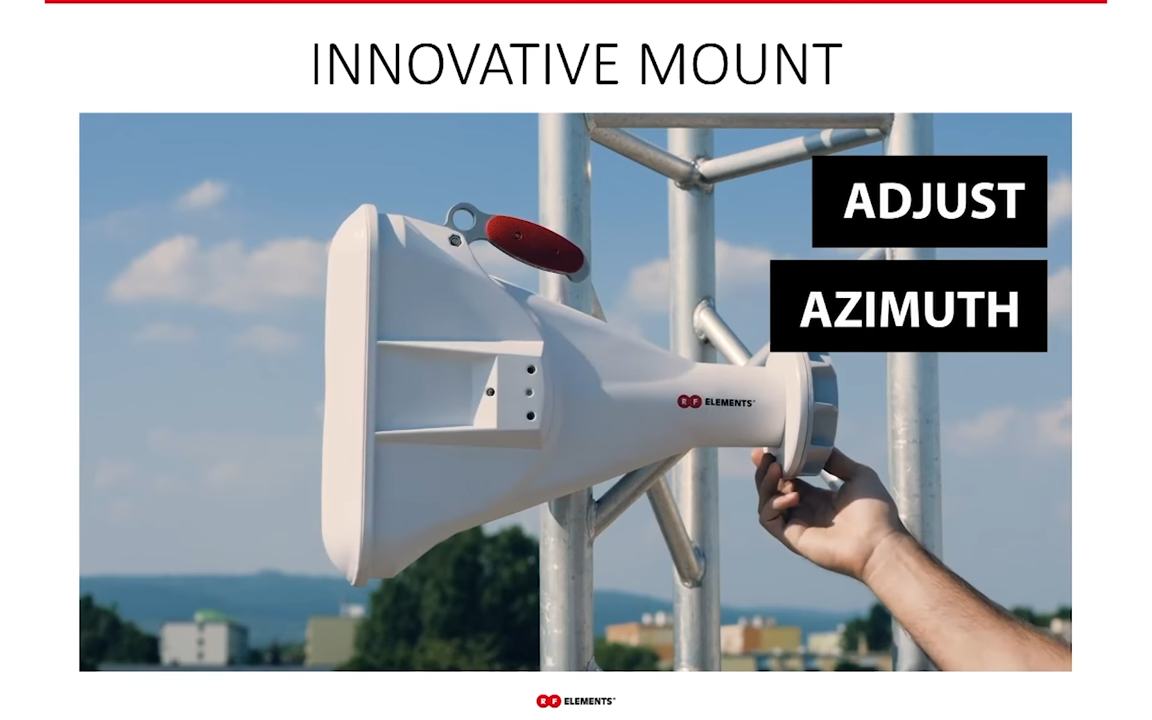 INNOVATIVE MOUNT
ADJUST
AZIMUTH
RF ELEMENTS
RF ELEMENTS